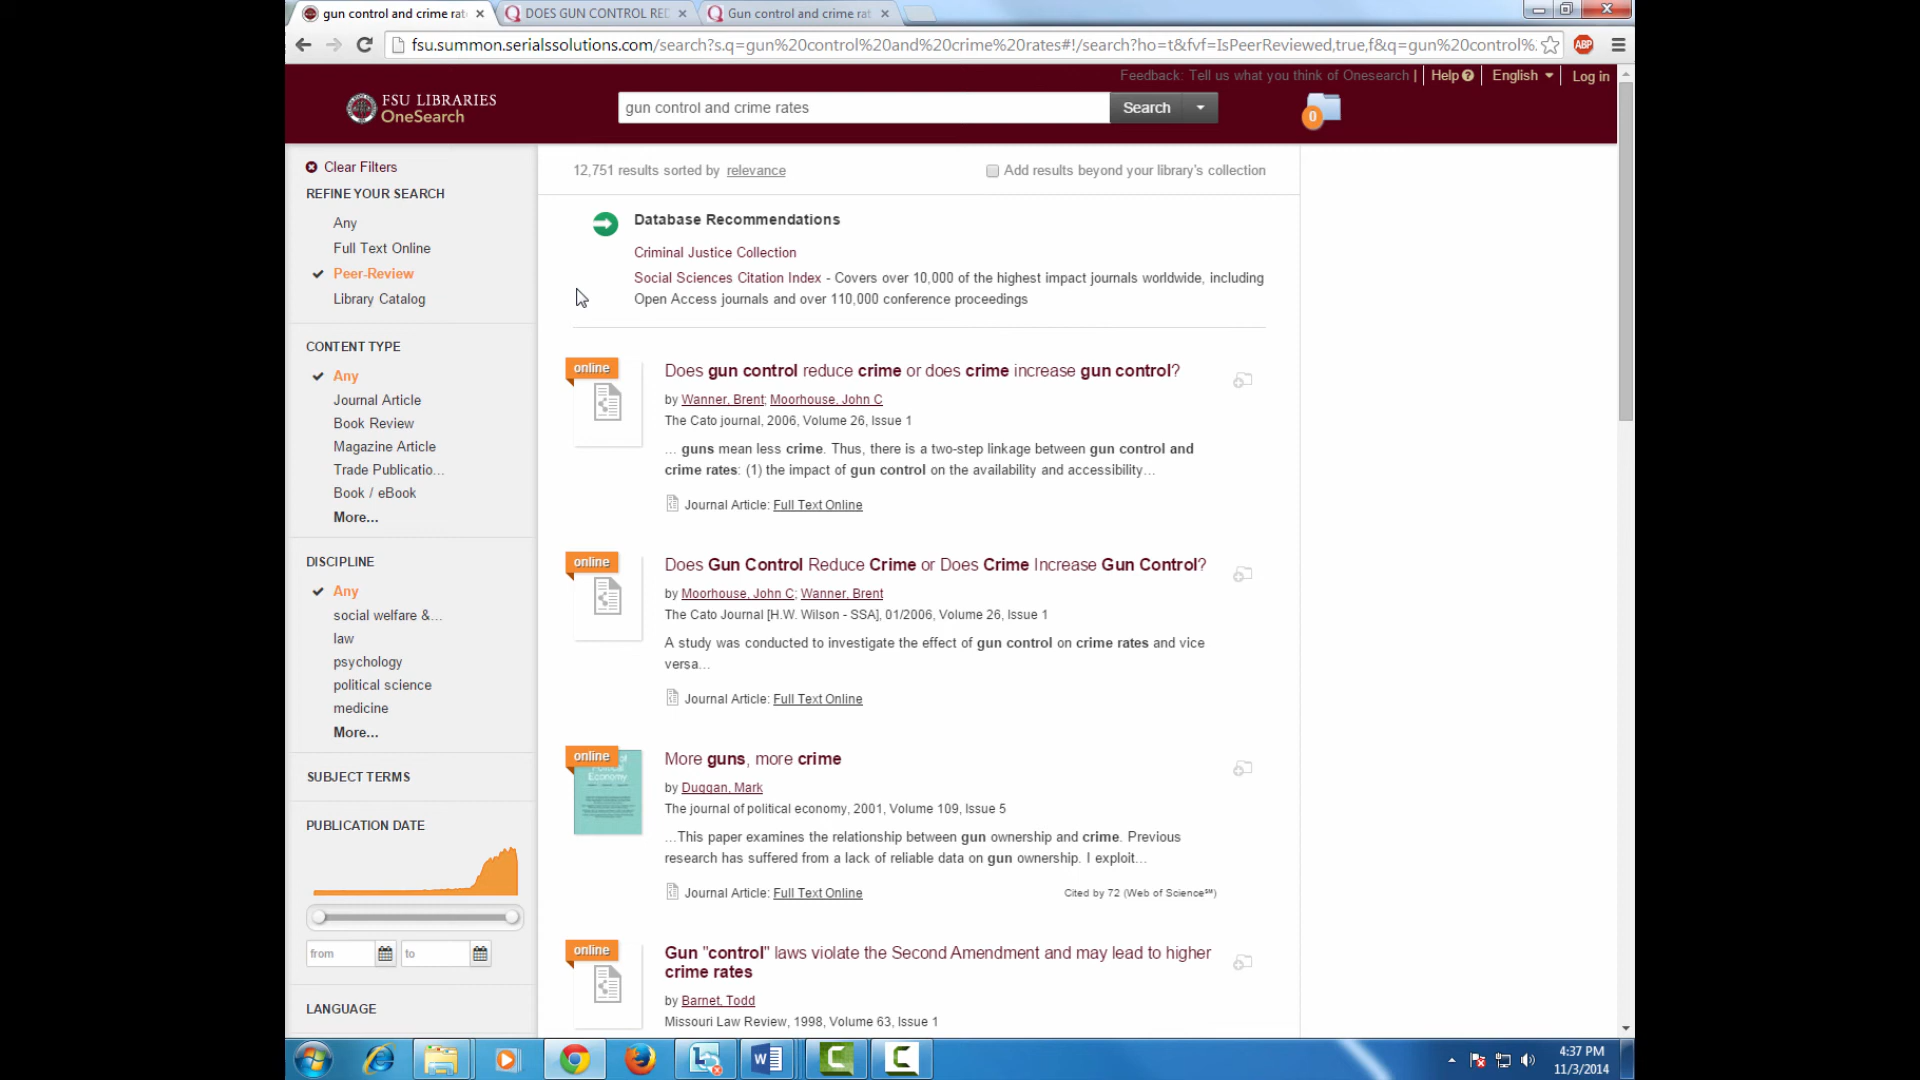 gun control and crime rat
DOES GUN CONTROL RED
Gun control and crime rat
fsu.summon.serialssolutions.com/search?s.q=gun%20control%20and%20crime%20rates#!/search?ho=t&fvf=IsPeerReviewed,true,f&q=gun%20control%
ABP
Feedback: Tell us what you think of Onesearch | Help ? | English | Log in
FSU LIBRARIES
OneSearch
gun control and crime rates
Search
0
Clear Filters
REFINE YOUR SEARCH
Any
Full Text Online
Peer-Review
Library Catalog
CONTENT TYPE
Any
Journal Article
Book Review
Magazine Article
Trade Publicatio...
Book / eBook
More...
DISCIPLINE
Any
social welfare &...
law
psychology
political science
medicine
More...
SUBJECT TERMS
PUBLICATION DATE
from
to
LANGUAGE
12,751 results sorted by relevance
Add results beyond your library's collection
Database Recommendations
Criminal Justice Collection
Social Sciences Citation Index - Covers over 10,000 of the highest impact journals worldwide, including
Open Access journals and over 110,000 conference proceedings
online
Does gun control reduce crime or does crime increase gun control?
by Wanner, Brent; Moorhouse, John C
The Cato journal, 2006, Volume 26, Issue 1
... guns mean less crime. Thus, there is a two-step linkage between gun control and
crime rates: (1) the impact of gun control on the availability and accessibility...
Journal Article: Full Text Online
online
Does Gun Control Reduce Crime or Does Crime Increase Gun Control?
by Moorhouse, John C; Wanner, Brent
The Cato Journal [H.W. Wilson - SSA], 01/2006, Volume 26, Issue 1
A study was conducted to investigate the effect of gun control on crime rates and vice
versa...
Journal Article: Full Text Online
online
Political
Economy
More guns, more crime
by Duggan, Mark
The journal of political economy, 2001, Volume 109, Issue 5
...This paper examines the relationship between gun ownership and crime. Previous
research has suffered from a lack of reliable data on gun ownership. I exploit...
Journal Article: Full Text Online
Cited by 72 (Web of Science℠)
online
Gun "control" laws violate the Second Amendment and may lead to higher
crime rates
by Barnet, Todd
Missouri Law Review, 1998, Volume 63, Issue 1
4:37 PM
11/3/2014